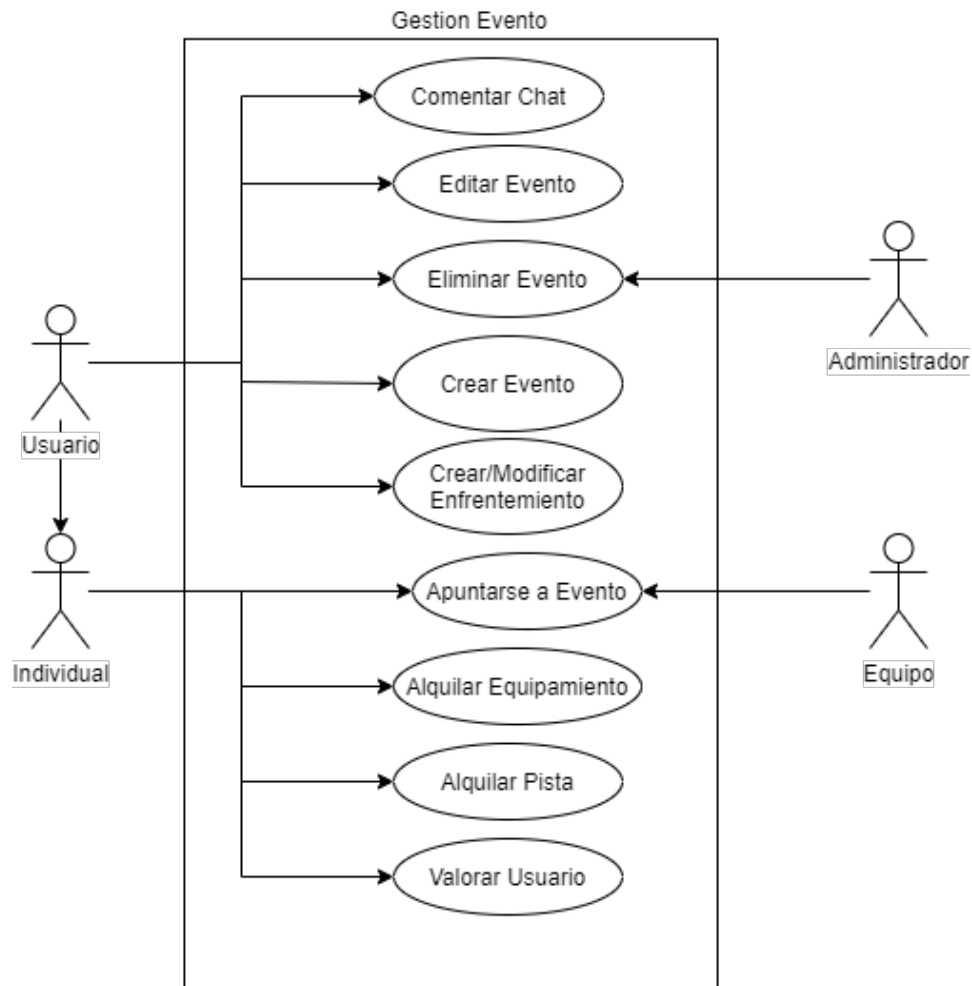 Gestion Evento
Comentar Chat
Editar Evento
Eliminar Evento
Administrador
Crear Evento
Usuario
Crear/Modificar
Enfrentemiento
Apuntarse a Evento
Individual
Equipo
Alquilar Equipamiento
Alquilar Pista
Valorar Usuario